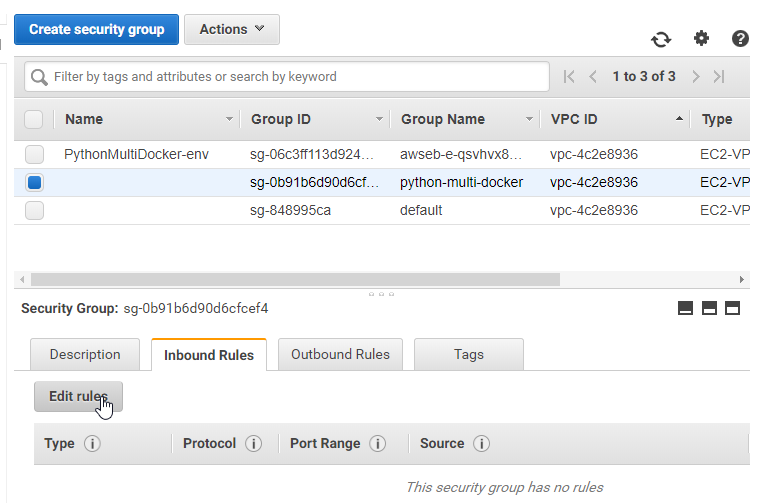 Create security group Actions
Filter by tags and attributes or search by keyword 1 to 3 of 3
Name Group ID Group Name VPC ID Type
PythonMultiDocker-env sg-06c3ff113d924... awseb-e-qsvhvx8... vpc-4c2e8936 EC2-VP
sg-0b91b6d90d6cf... python-multi-docker vpc-4c2e8936 EC2-VP
sg-848995ca default vpc-4c2e8936 EC2-VP
Security Group: sg-0b91b6d90d6cfcef4
Description Inbound Rules Outbound Rules Tags
Edit rules
Type Protocol Port Range Source
This security group has no rules